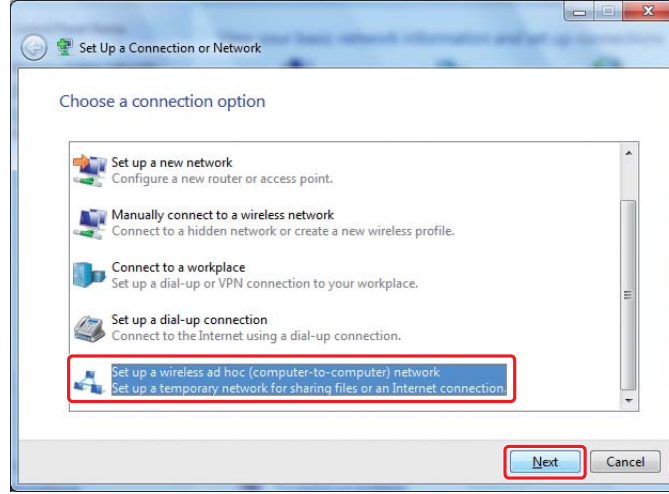 Set Up a Connection or Network
Choose a connection option
Set up a new network
Configure a new router or access point.
Manually connect to a wireless network
Connect to a hidden network or create a new wireless profile.
Connect to a workplace
Set up a dial-up or VPN connection to your workplace.
Set up a dial-up connection
Connect to the Internet using a dial-up connection.
Set up a wireless ad hoc (computer-to-computer) network
Set up a temporary network for sharing files or an Internet connection.
Next
Cancel